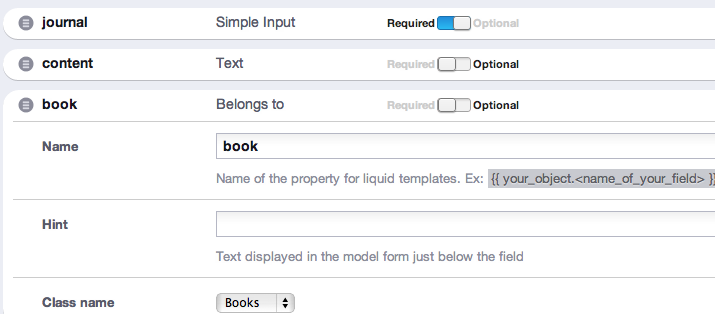 journal Simple Input Required Optional
content Text Required Optional
book Belongs to Required Optional
Name book
Name of the property for liquid templates. Ex: {{ your_object.<name_of_your_field> }}
Hint
Text displayed in the model form just below the field
Class name Books